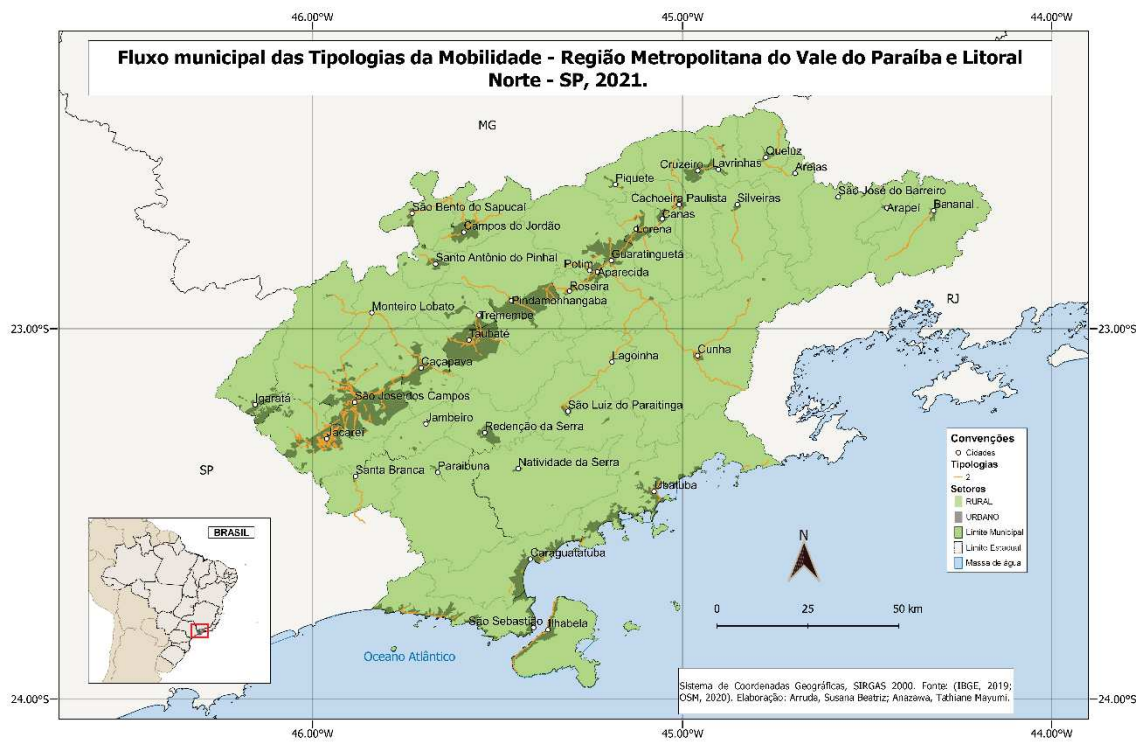 46.00°W
45.00°W
44.00°W
Fluxo municipal das Tipologias da Mobilidade - Região Metropolitana do Vale do Paraíba e Litoral
Norte - SP, 2021.
MG
Queluz
Cruzeiro
Lavrinhas
Areias
Piquete
São José do Barreiro
Cachoeira Paulista
Silveiras
Arapeí
Bananal
São Bento do Sapucaí
Canas
Campos do Jordão
Lorena
Guaratinguetá
Santo Antônio do Pinhal
Potim
Aparecida
Roseira
Pindamonhangaba
RJ
Monteiro Lobato
Tremembé
23.00°S
23.00°S
Taubaté
Cunha
Lagoinha
Caçapava
Igaratá
São José dos Campos
São Luiz do Paraitinga
Jambeiro
Redenção da Serra
Jacareí
Convenções
Cidades
Tipologias
2
Setores
RURAL
URBANO
Limite Municipal
Limite Estadual
Massa de água
SP
Santa Branca
Paraibuna
Natividade da Serra
Ubatuba
BRASIL
N
Caraguatatuba
0 25 50 km
São Sebastião
Ilhabela
Oceano Atlântico
Sistema de Coordenadas Geográficas, SIRGAS 2000. Fonte: (IBGE, 2019;
OSM, 2020). Elaboração: Arruda, Susana Beatriz; Anazawa, Tathiane Mayumi.
24.00°S
24.00°S
46.00°W
45.00°W
44.00°W